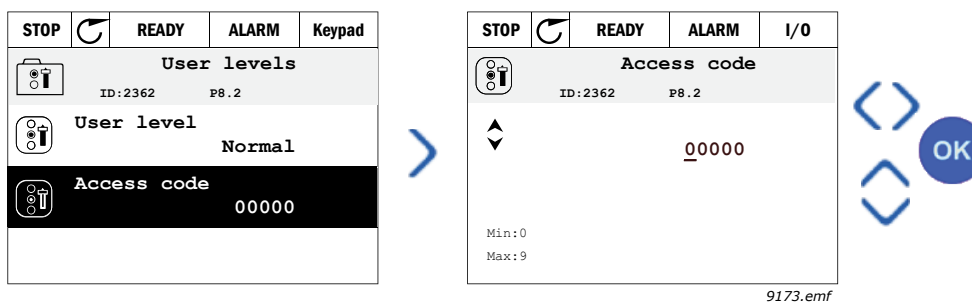 STOP READY ALARM Keypad
User levels
ID:2362 P8.2
User level
Normal
Access code
00000
STOP READY ALARM I/O
Access code
ID:2362 P8.2
00000
Min:0
Max:9
OK
9173.emf